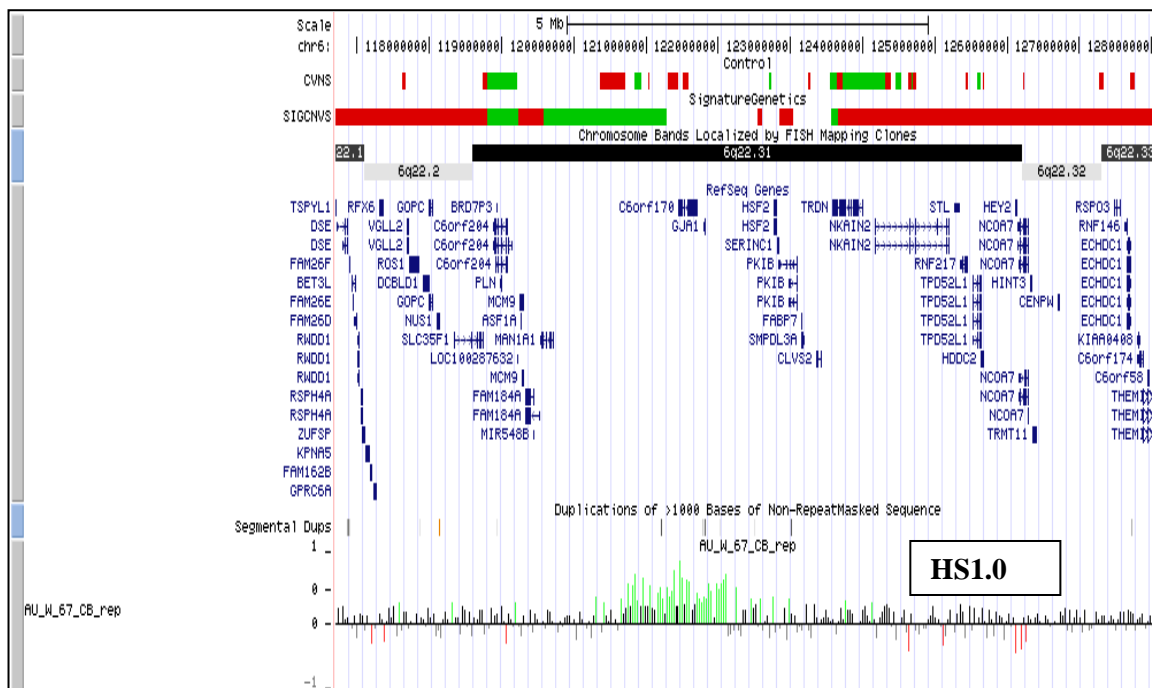 Scale 5 Mb
chr6: 118000000 119000000 120000000 121000000 122000000 123000000 124000000 125000000 126000000 127000000 128000000
Control
CVNS
SignatureGenetics
SIGCNVS
Chromosome Bands Localized by FISH Mapping Clones
22.1 6q22.31 6q22.33
6q22.2 6q22.32
RefSeq Genes
TSPYL1 RFX6 GOPC BRD7P3 C6orf170 HSF2 TRDN STL HEY2 RSPO3
DSE VGLL2 C6orf204 GJA1 HSF2 NKAIN2 NCOA7 RNF146
DSE VGLL2 C6orf204 SERINC1 NKAIN2 NCOA7 ECHDC1
FAM26F ROS1 C6orf204 PKIB RNF217 NCOA7 ECHDC1
BET3L DCBLD1 PLN PKIB TPD52L1 HINT3 ECHDC1
FAM26E GOPC MCM9 PKIB TPD52L1 CENPW ECHDC1
FAM26D NUS1 ASF1A FABP7 TPD52L1 ECHDC1
RWDD1 SLC35F1 MAN1A1 SMPDL3A TPD52L1 KIAA0408
RWDD1 LOC100287632 CLVS2 HDDC2 C6orf174
RWDD1 MCM9 NCOA7 C6orf58
RSPH4A FAM184A NCOA7 THEMI
RSPH4A FAM184A NCOA7 THEMI
ZUFSP MIR548B TRMT11 THEMI
KPNA5
FAM162B
GPRC6A
Duplications of >1000 Bases of Non-RepeatMasked Sequence
Segmental Dups
1 _ AU_W_67_CB_rep
HS1.0
0 -
AU_W_67_CB_rep
0 -
-1 _